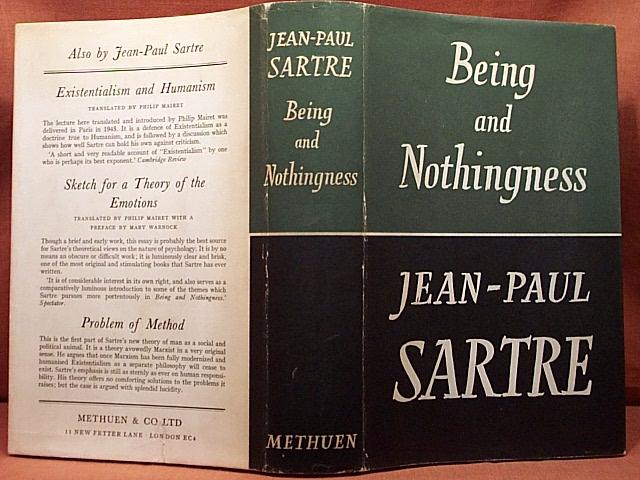 Also by Jean-Paul Sartre
Existentialism and Humanism
TRANSLATED BY PHILIP MAIRET
The lecture here translated and introduced by Philip Mairet was
delivered in Paris in 1945. It is a defence of Existentialism as a
doctrine true to Humanism, and is followed by a discussion which
shows how well Sartre can hold his own against criticism.
'A short and very readable account of "Existentialism" by one
who is perhaps its best exponent.' Cambridge Review
Sketch for a Theory of the
Emotions
TRANSLATED BY PHILIP MAIRET WITH A
PREFACE BY MARY WARNOCK
Though a brief and early work, this essay is probably the best source
for Sartre's theoretical views on the nature of psychology. It is by no
means an obscure or difficult work; it is luminously clear and brisk,
one of the most original and stimulating books that Sartre has ever
written.
'It is of considerable interest in its own right, and also serves as a
comparatively luminous introduction to some of the themes which
Sartre pursues more portentously in Being and Nothingness.'
Spectator.
Problem of Method
This is the first part of Sartre's new theory of man as a social and
political animal. It is a theory avowedly Marxist in a very original
sense. He argues that once Marxism has been fully modernized and
humanised Existentialism as a separate philosophy will cease to
exist. Sartre's emphasis is still as sternly as ever on human responsi-
bility. His theory offers no comforting solutions to the problems it
raises; but the case is argued with splendid lucidity.
METHUEN & CO LTD
11 NEW FETTER LANE · LONDON EC4
JEAN-PAUL
SARTRE
Being
and
Nothingness
METHUEN
Being
and
Nothingness
JEAN-PAUL
SARTRE